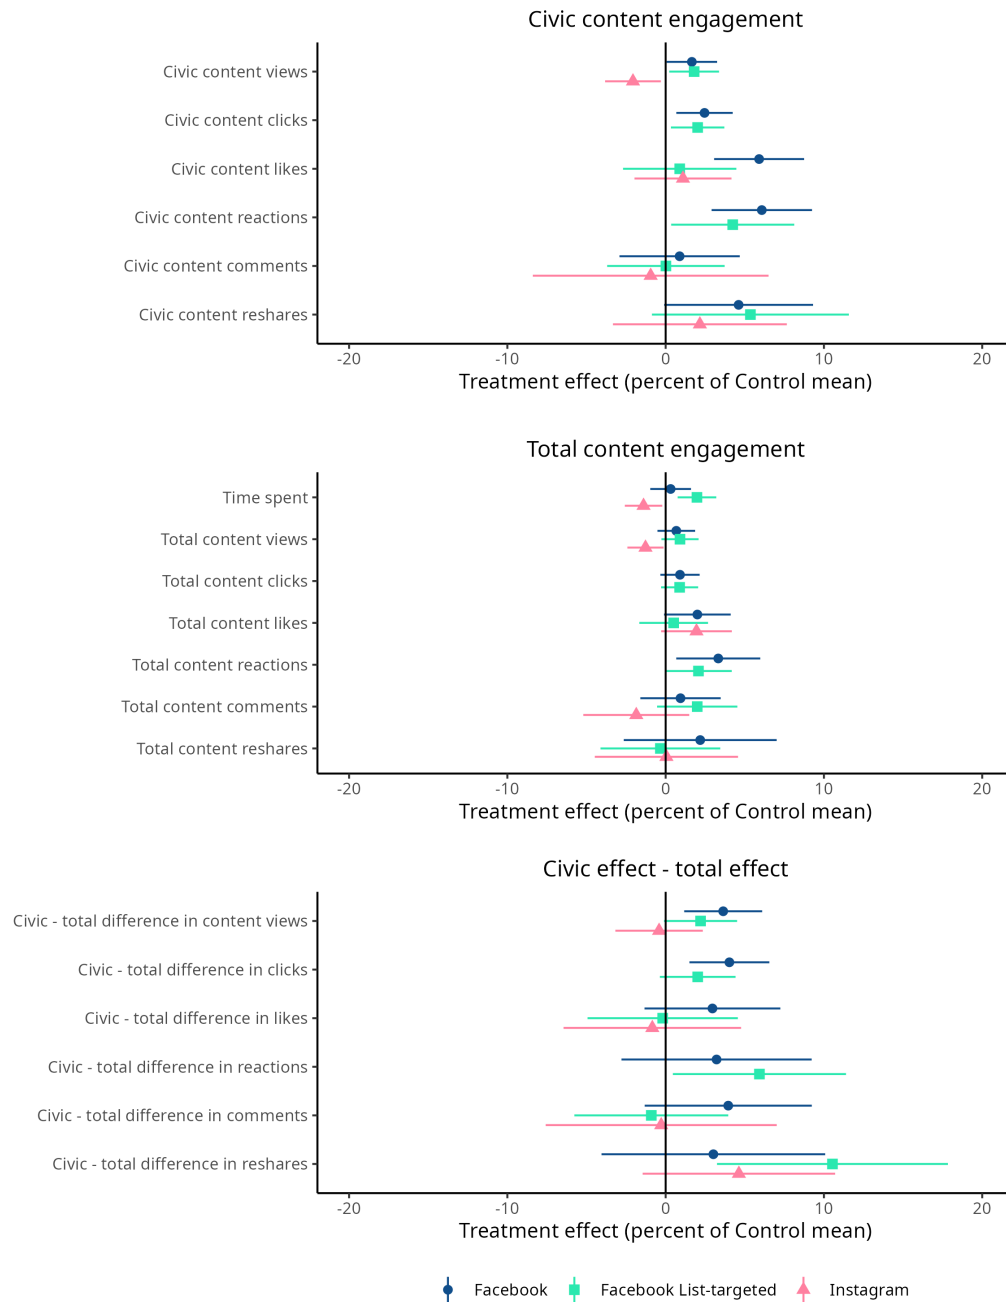 Civic content engagement
Civic content views
Civic content clicks
Civic content likes
Civic content reactions
Civic content comments
Civic content reshares
-20 -10 0 10 20
Treatment effect (percent of Control mean)
Total content engagement
Time spent
Total content views
Total content clicks
Total content likes
Total content reactions
Total content comments
Total content reshares
-20 -10 0 10 20
Treatment effect (percent of Control mean)
Civic effect - total effect
Civic - total difference in content views
Civic - total difference in clicks
Civic - total difference in likes
Civic - total difference in reactions
Civic - total difference in comments
Civic - total difference in reshares
-20 -10 0 10 20
Treatment effect (percent of Control mean)
Facebook Facebook List-targeted Instagram